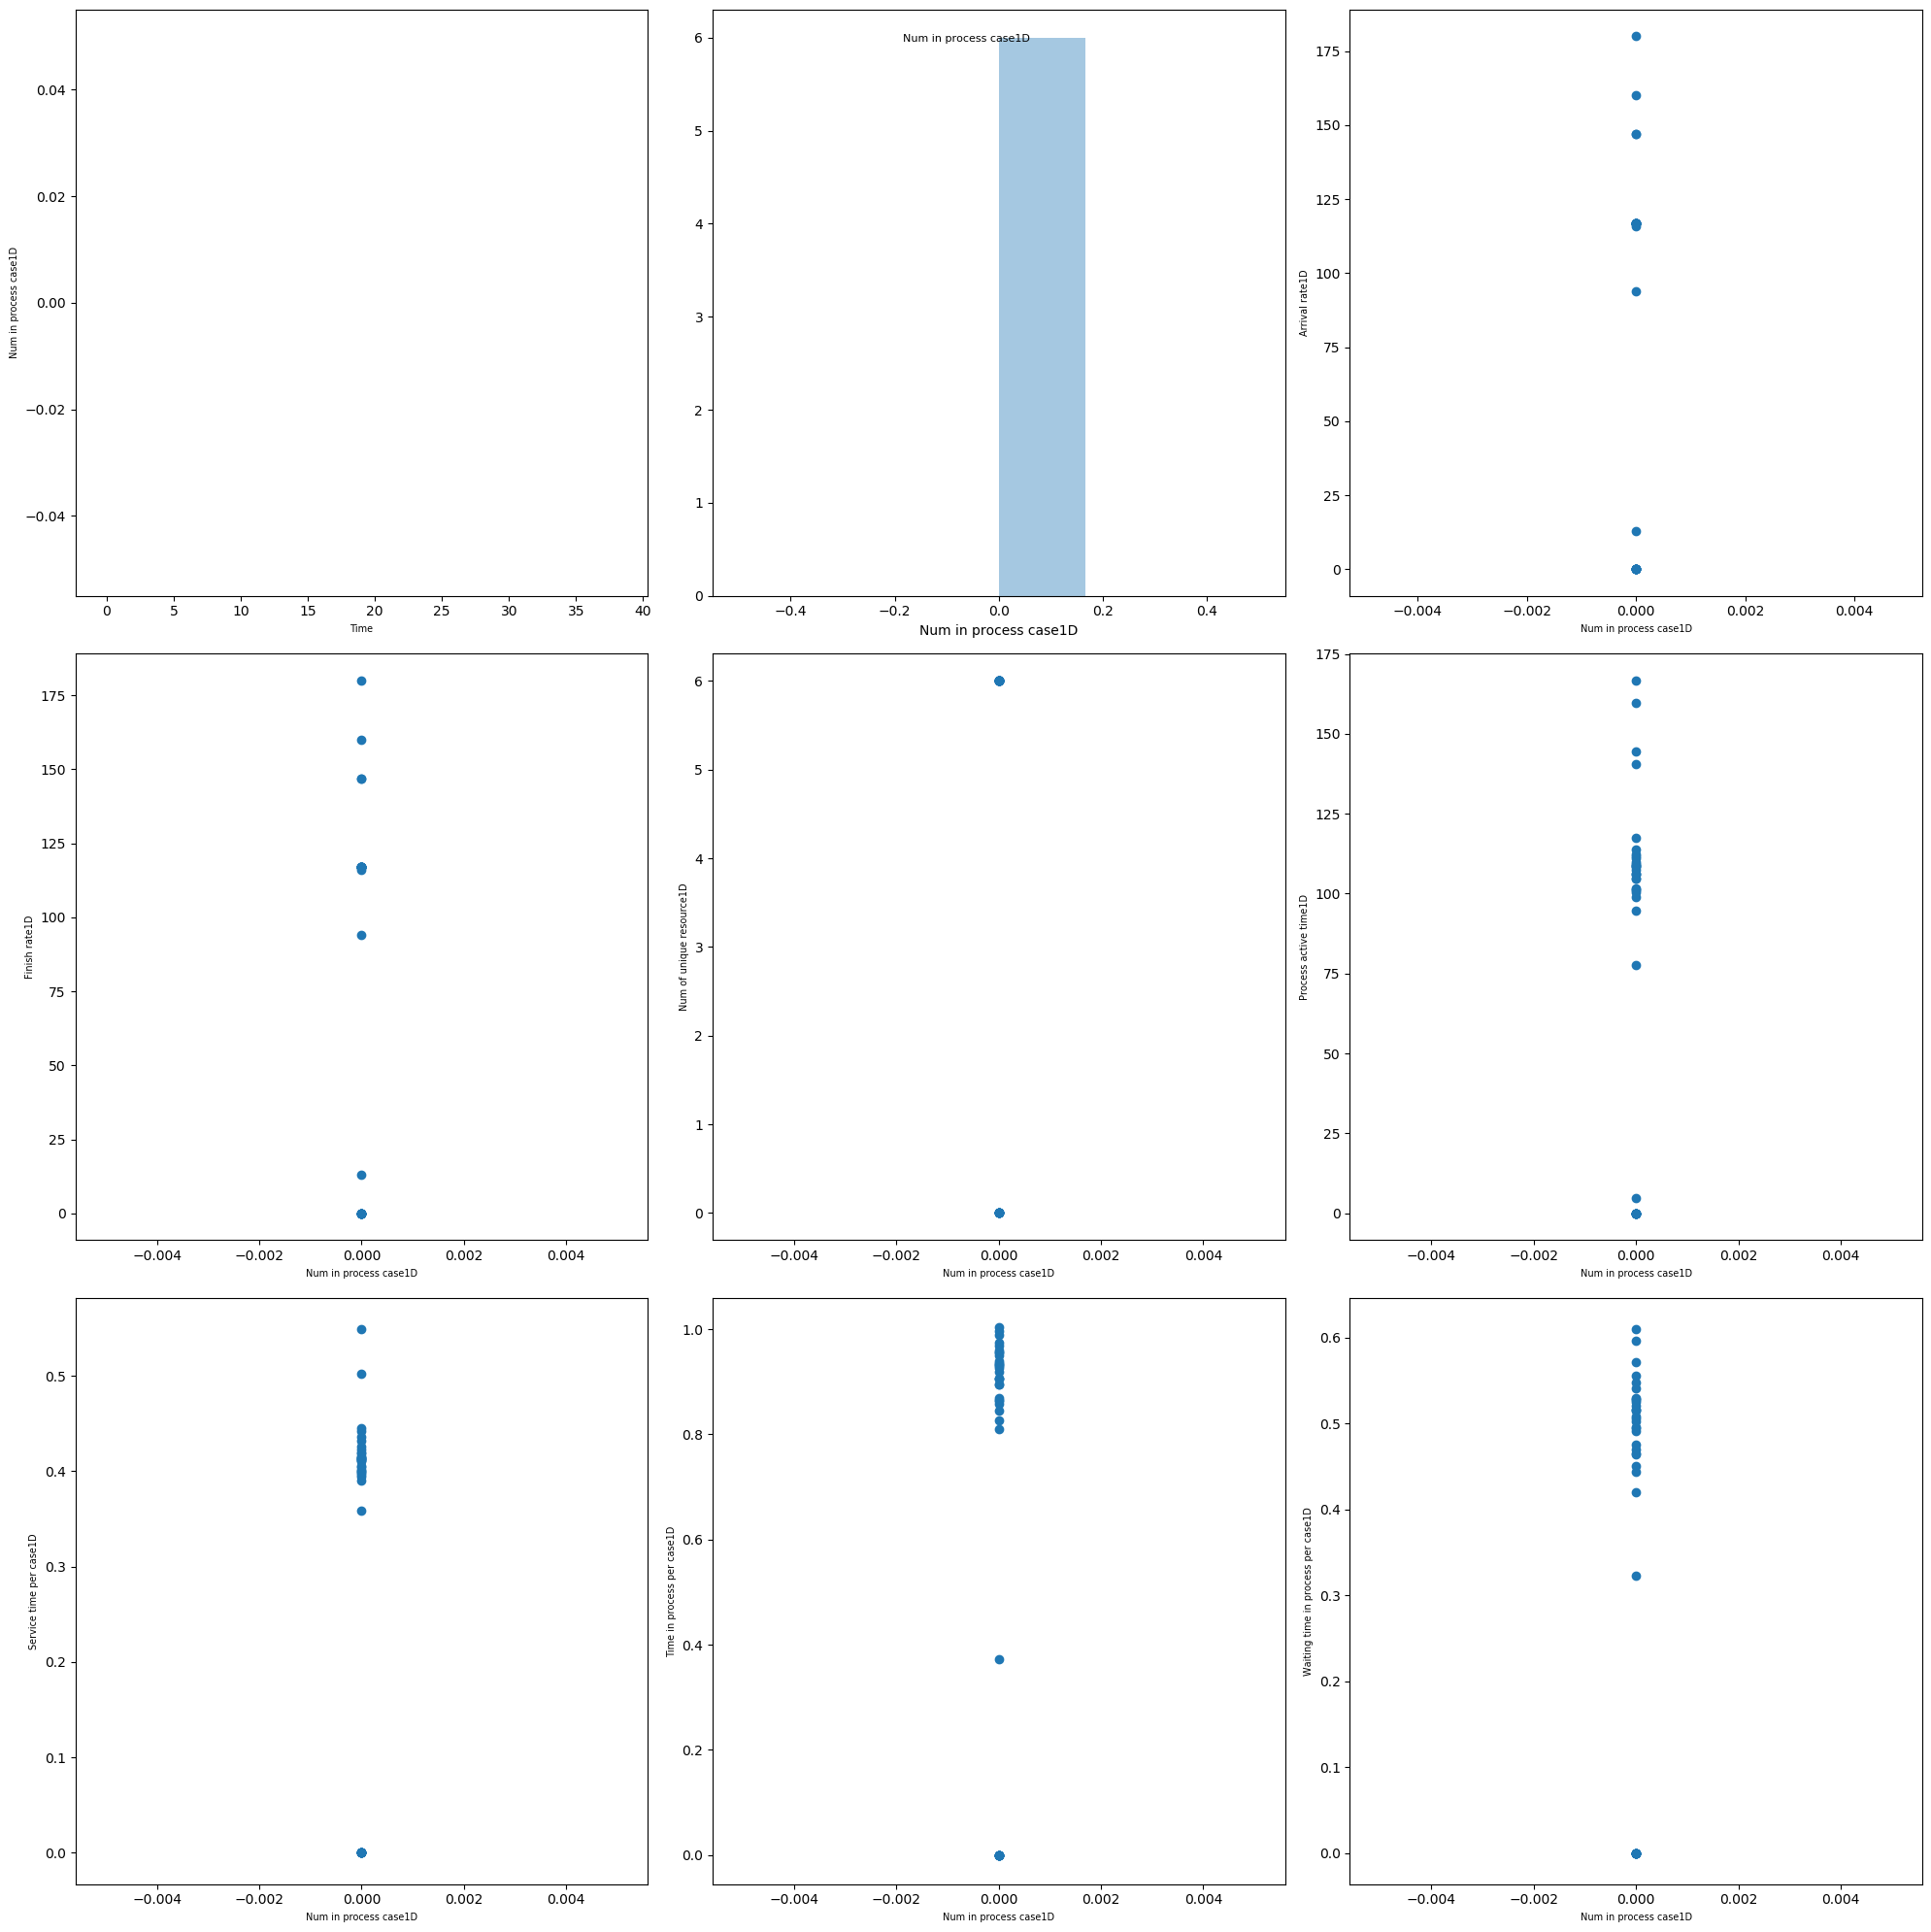 0.04
0.02
0.00
−0.02
−0.04
Num in process case1D
0 5 10 15 20 25 30 35 40
Time
Num in process case1D
6
5
4
3
2
1
0
−0.4 −0.2 0.0 0.2 0.4
Num in process case1D
175
150
125
100
75
50
25
0
Arrival rate1D
−0.004 −0.002 0.000 0.002 0.004
Num in process case1D
175
150
125
100
75
50
25
0
Finish rate1D
−0.004 −0.002 0.000 0.002 0.004
Num in process case1D
6
5
4
3
2
1
0
Num of unique resource1D
−0.004 −0.002 0.000 0.002 0.004
Num in process case1D
175
150
125
100
75
50
25
0
Process active time1D
−0.004 −0.002 0.000 0.002 0.004
Num in process case1D
0.5
0.4
0.3
0.2
0.1
0.0
Service time per case1D
−0.004 −0.002 0.000 0.002 0.004
Num in process case1D
1.0
0.8
0.6
0.4
0.2
0.0
Time in process per case1D
−0.004 −0.002 0.000 0.002 0.004
Num in process case1D
0.6
0.5
0.4
0.3
0.2
0.1
0.0
Waiting time in process per case1D
−0.004 −0.002 0.000 0.002 0.004
Num in process case1D